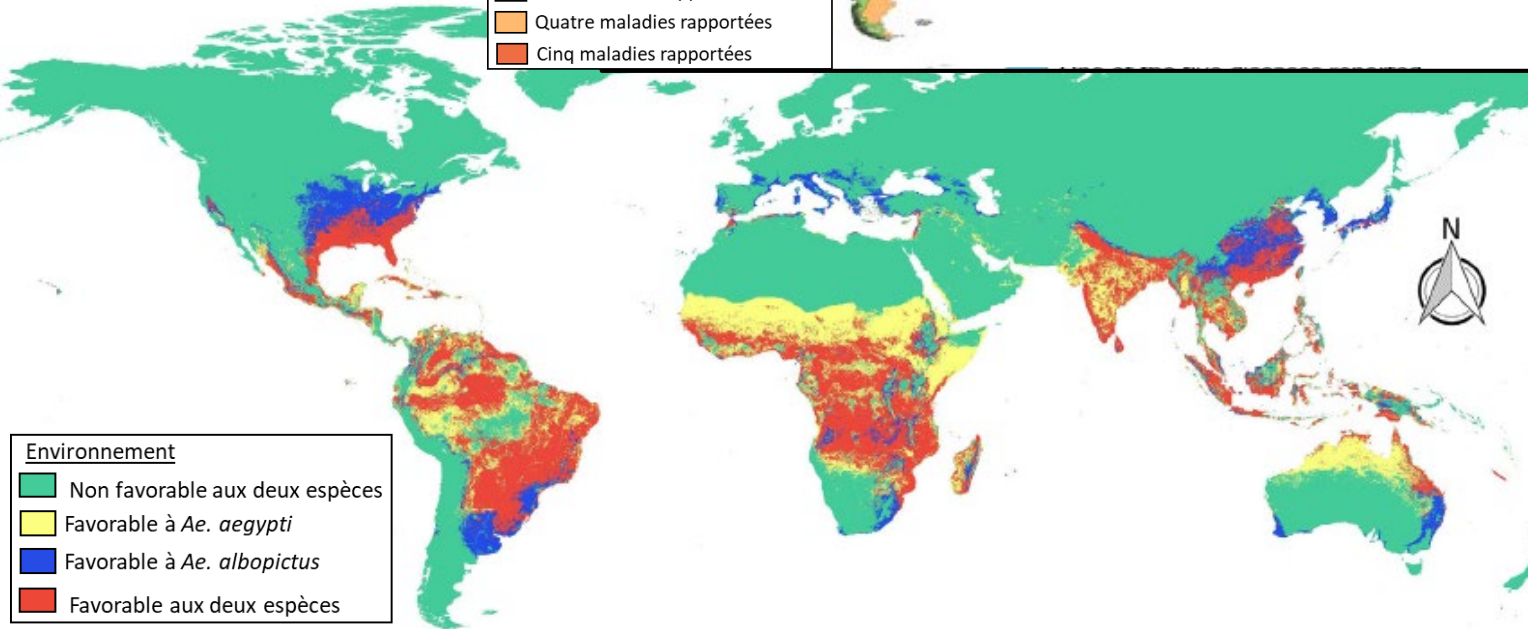 Quatre maladies rapportées
Cinq maladies rapportées
N
Environnement
Non favorable aux deux espèces
Favorable à Ae. aegypti
Favorable à Ae. albopictus
Favorable aux deux espèces